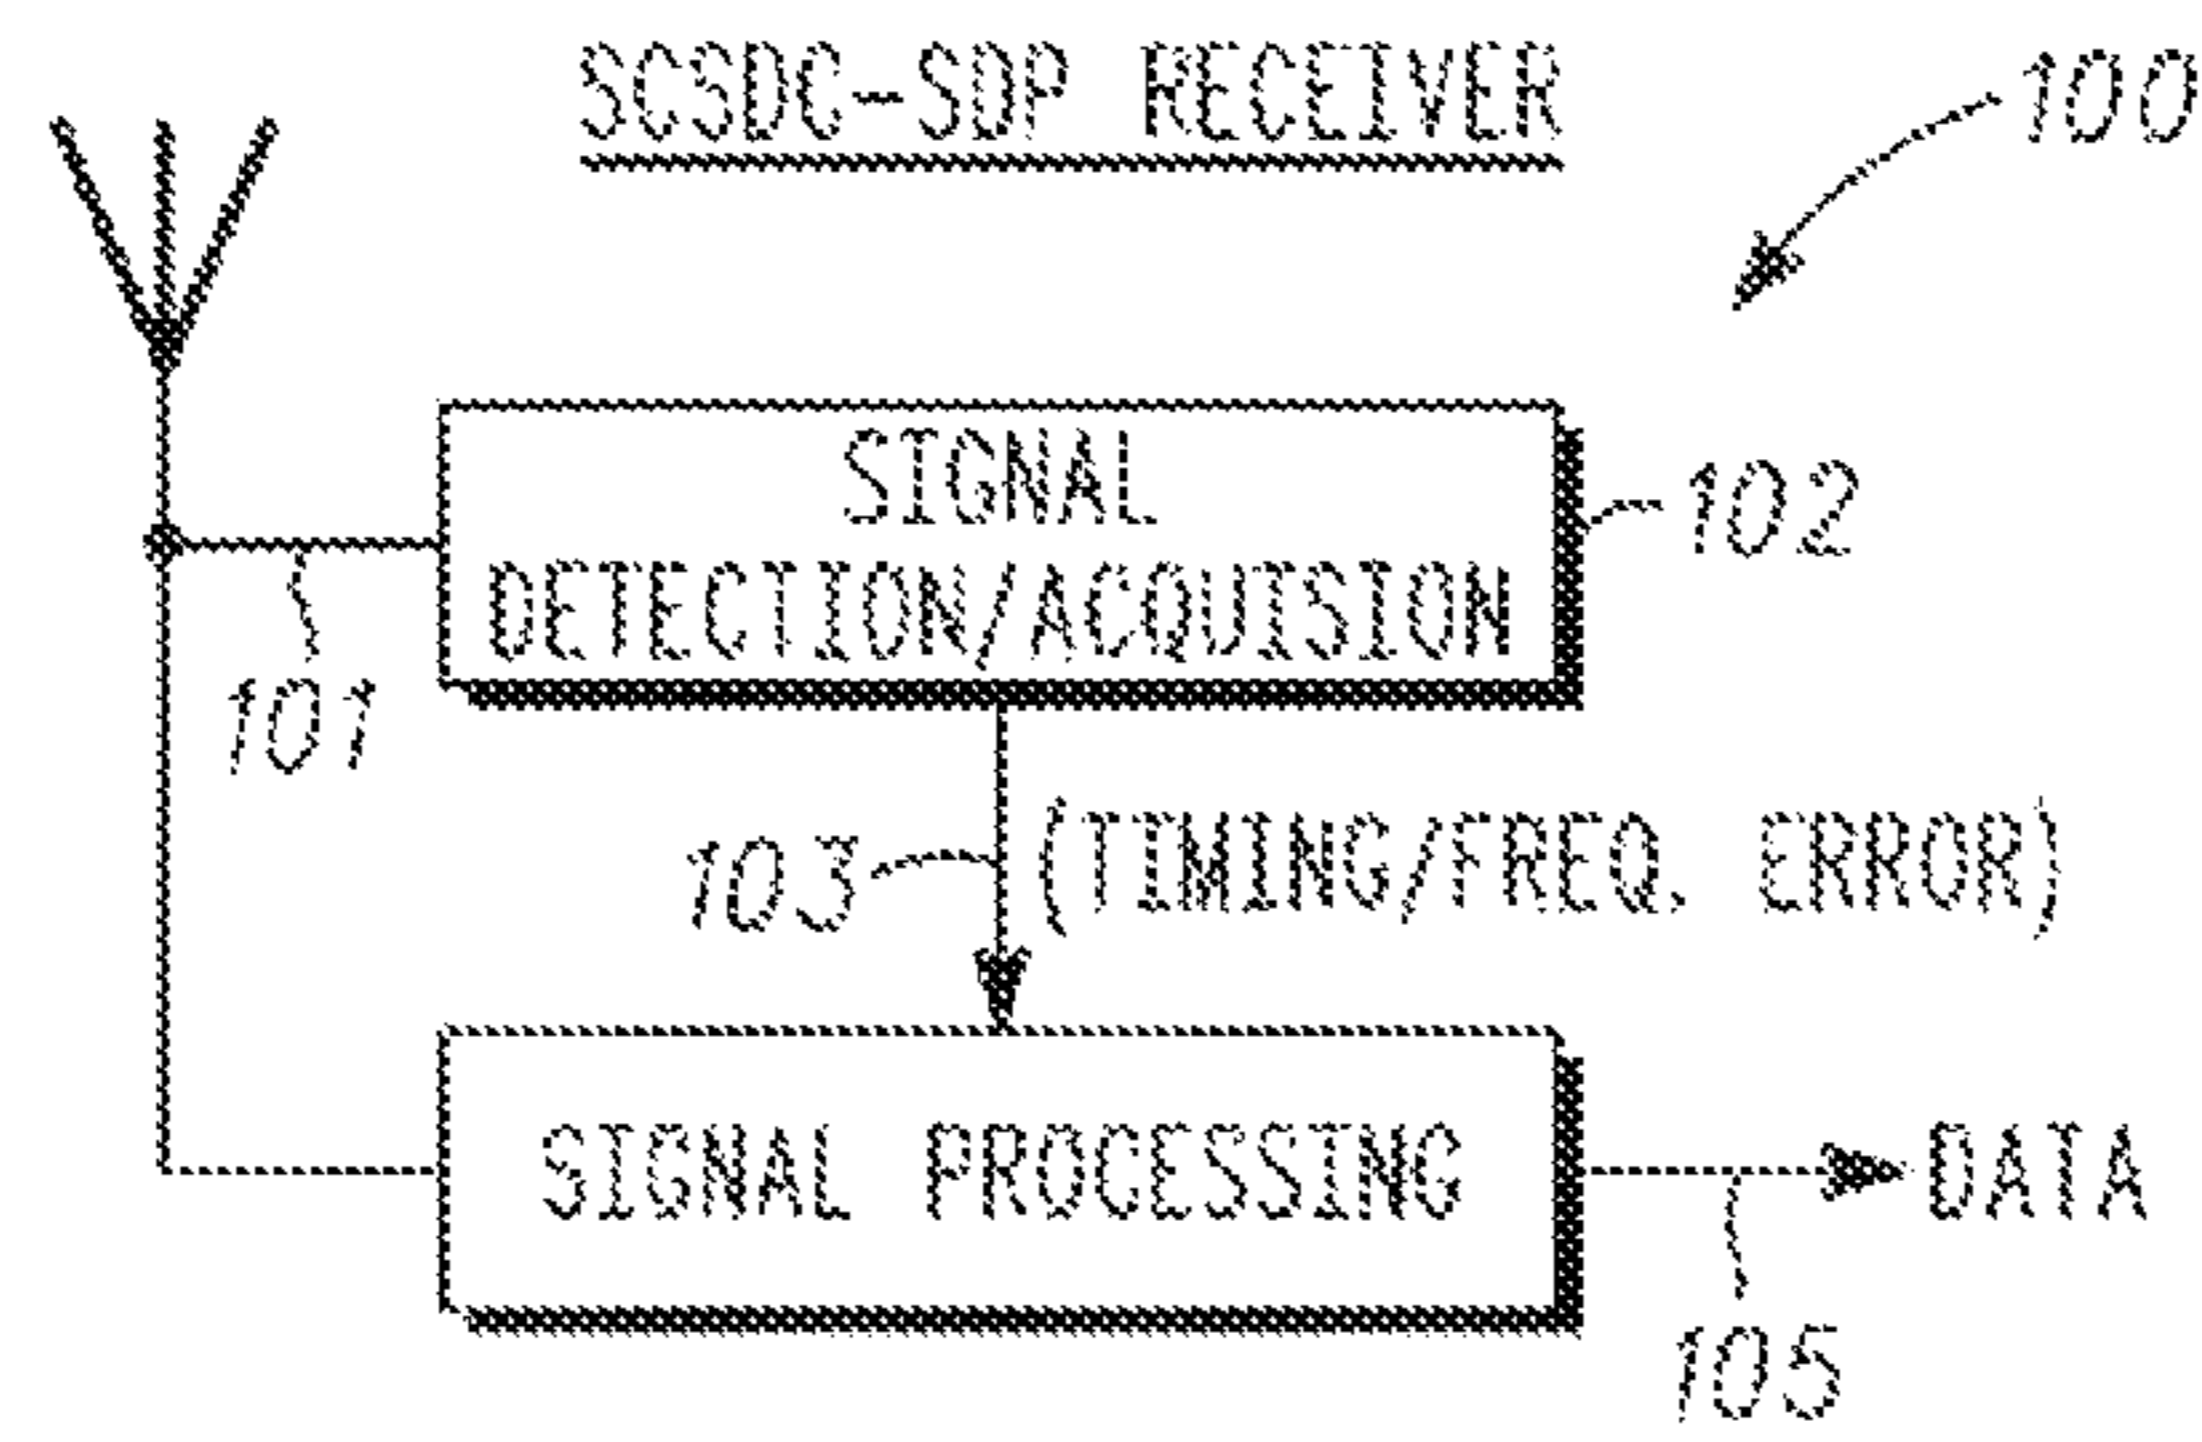 SCSDC-SDP RECEIVER
100
SIGNAL
DETECTION/ACQUISION
102
101
103
(TIMING/FREQ. ERROR)
SIGNAL PROCESSING
DATA
105